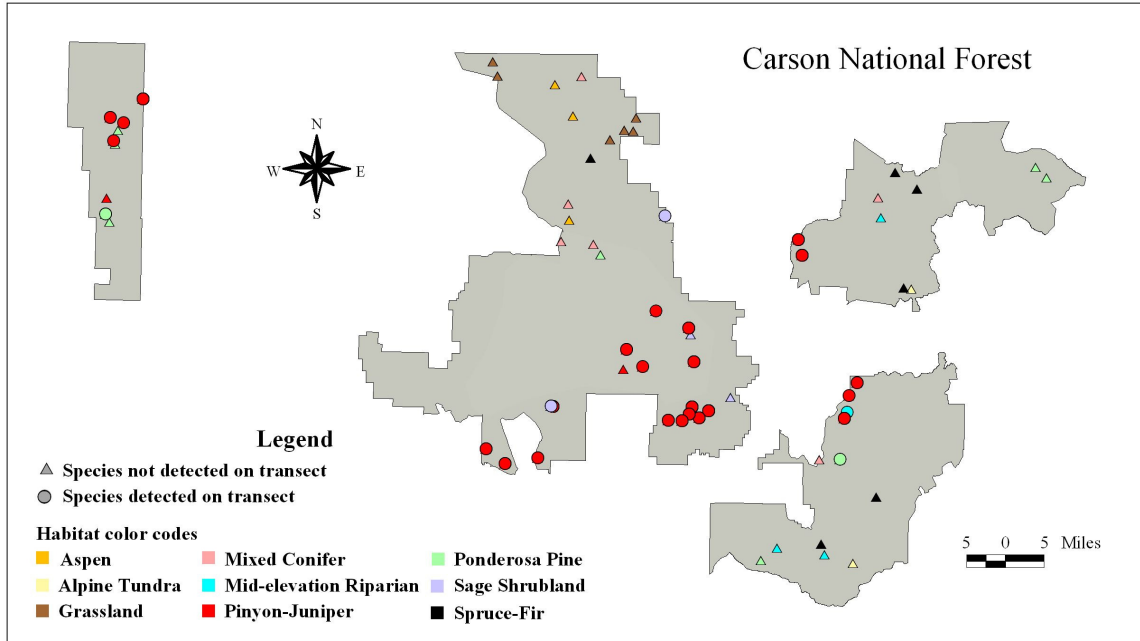 Carson National Forest
N
W E
S
Legend
Species not detected on transect
Species detected on transect
Habitat color codes
Aspen Mixed Conifer Ponderosa Pine
Alpine Tundra Mid-elevation Riparian Sage Shrubland
Grassland Pinyon-Juniper Spruce-Fir
5 0 5 Miles